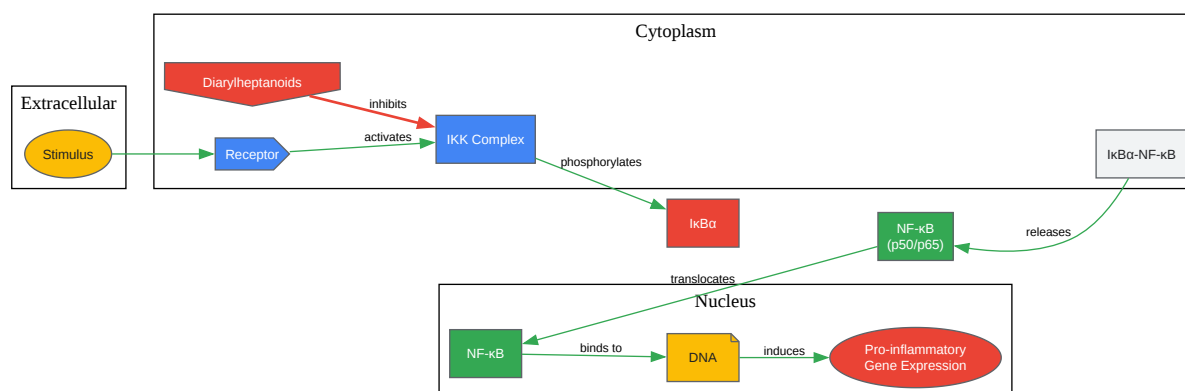 Cytoplasm
Diarylheptanoids
inhibits
Extracellular
Stimulus
Receptor
activates
IKK Complex
phosphorylates
IκBα-NF-κB
IκBα
NF-κB
(p50/p65)
releases
translocates
Nucleus
NF-κB
binds to
DNA
induces
Pro-inflammatory
Gene Expression